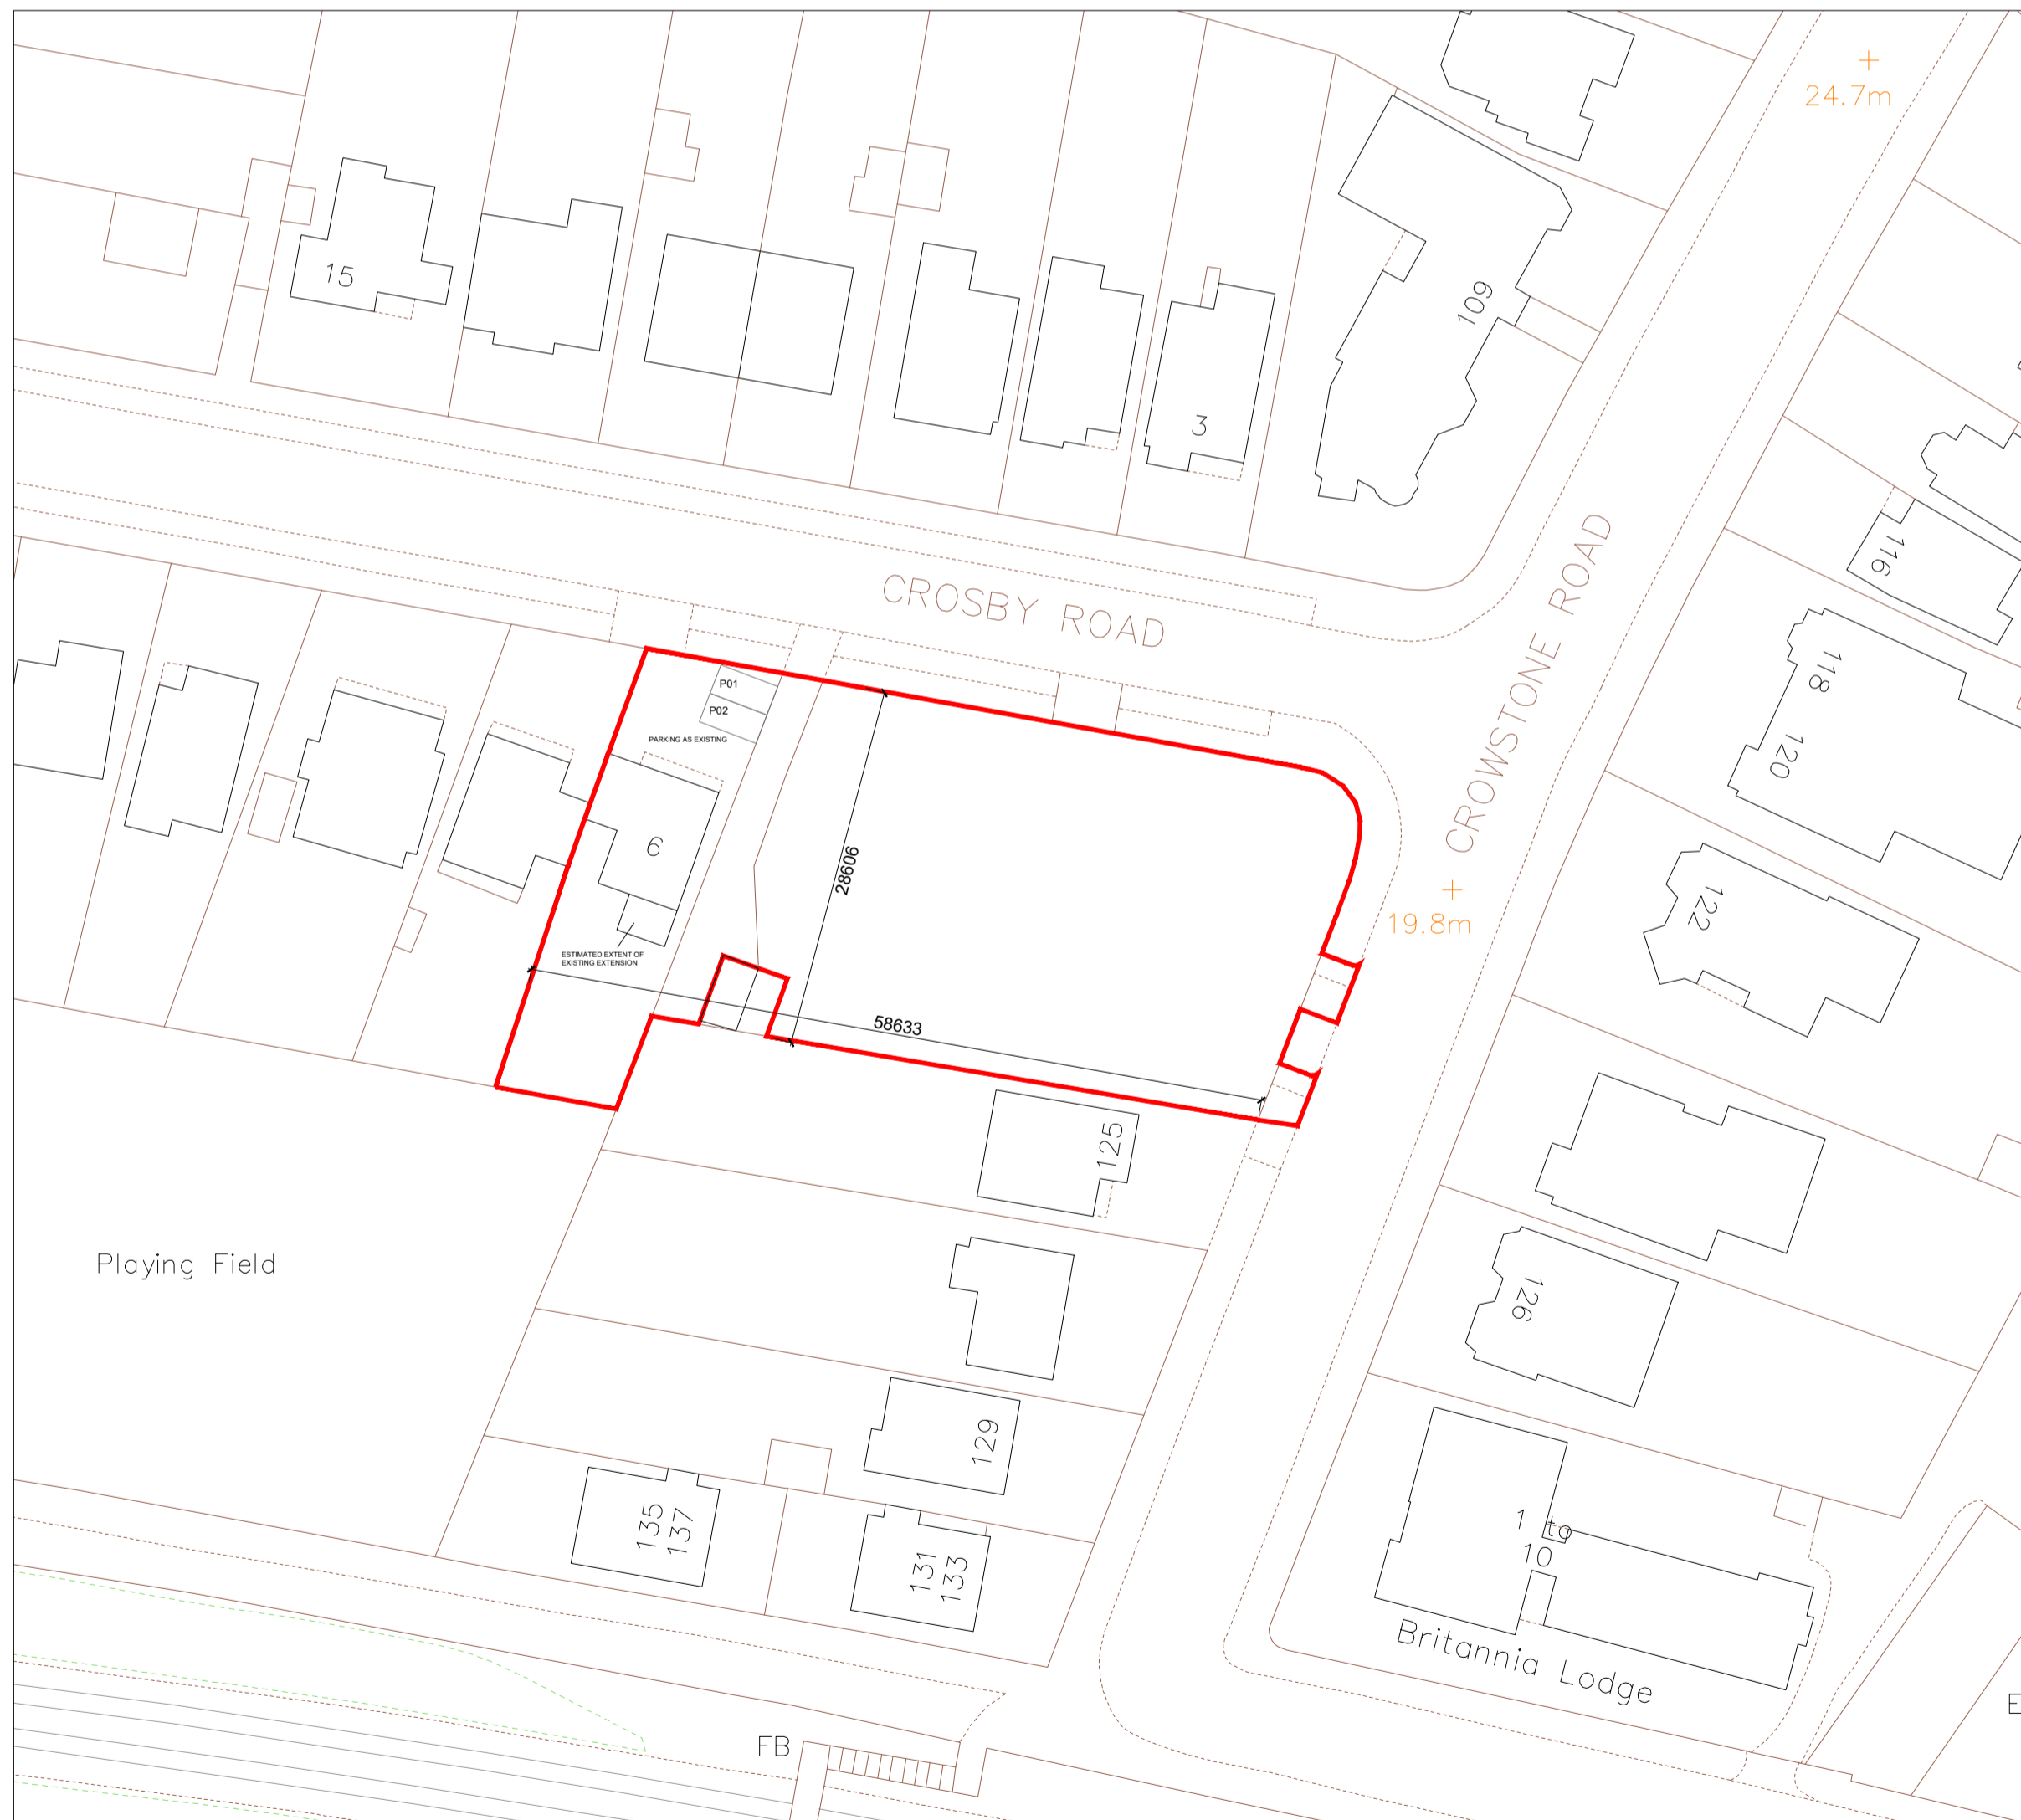 24.7m
15
109
3
CROSBY ROAD
CROWSTONE ROAD
116
118
120
P01
P02
PARKING AS EXISTING
6
28606
122
19.8m
ESTIMATED EXTENT OF
EXISTING EXTENSION
58633
125
Playing Field
126
129
135
137
131
133
1 to
10
Britannia Lodge
FB
E